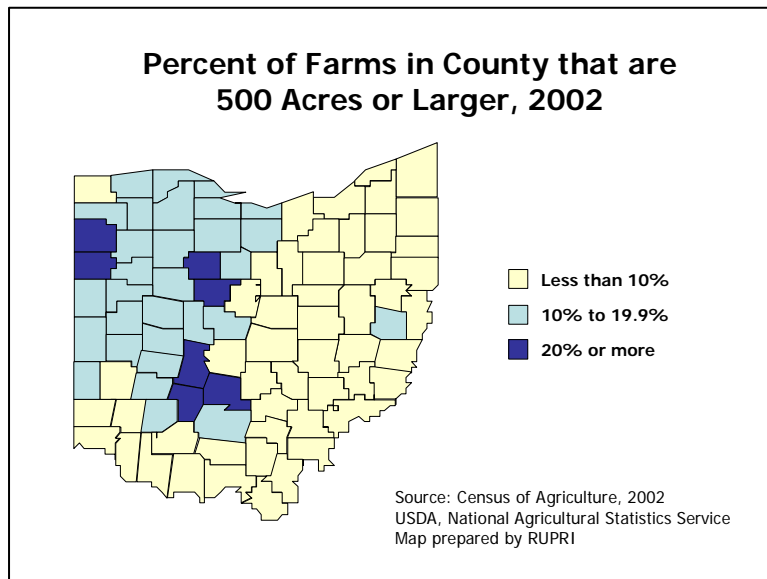 Percent of Farms in County that are
500 Acres or Larger, 2002
Less than 10%
10% to 19.9%
20% or more
Source: Census of Agriculture, 2002
USDA, National Agricultural Statistics Service
Map prepared by RUPRI